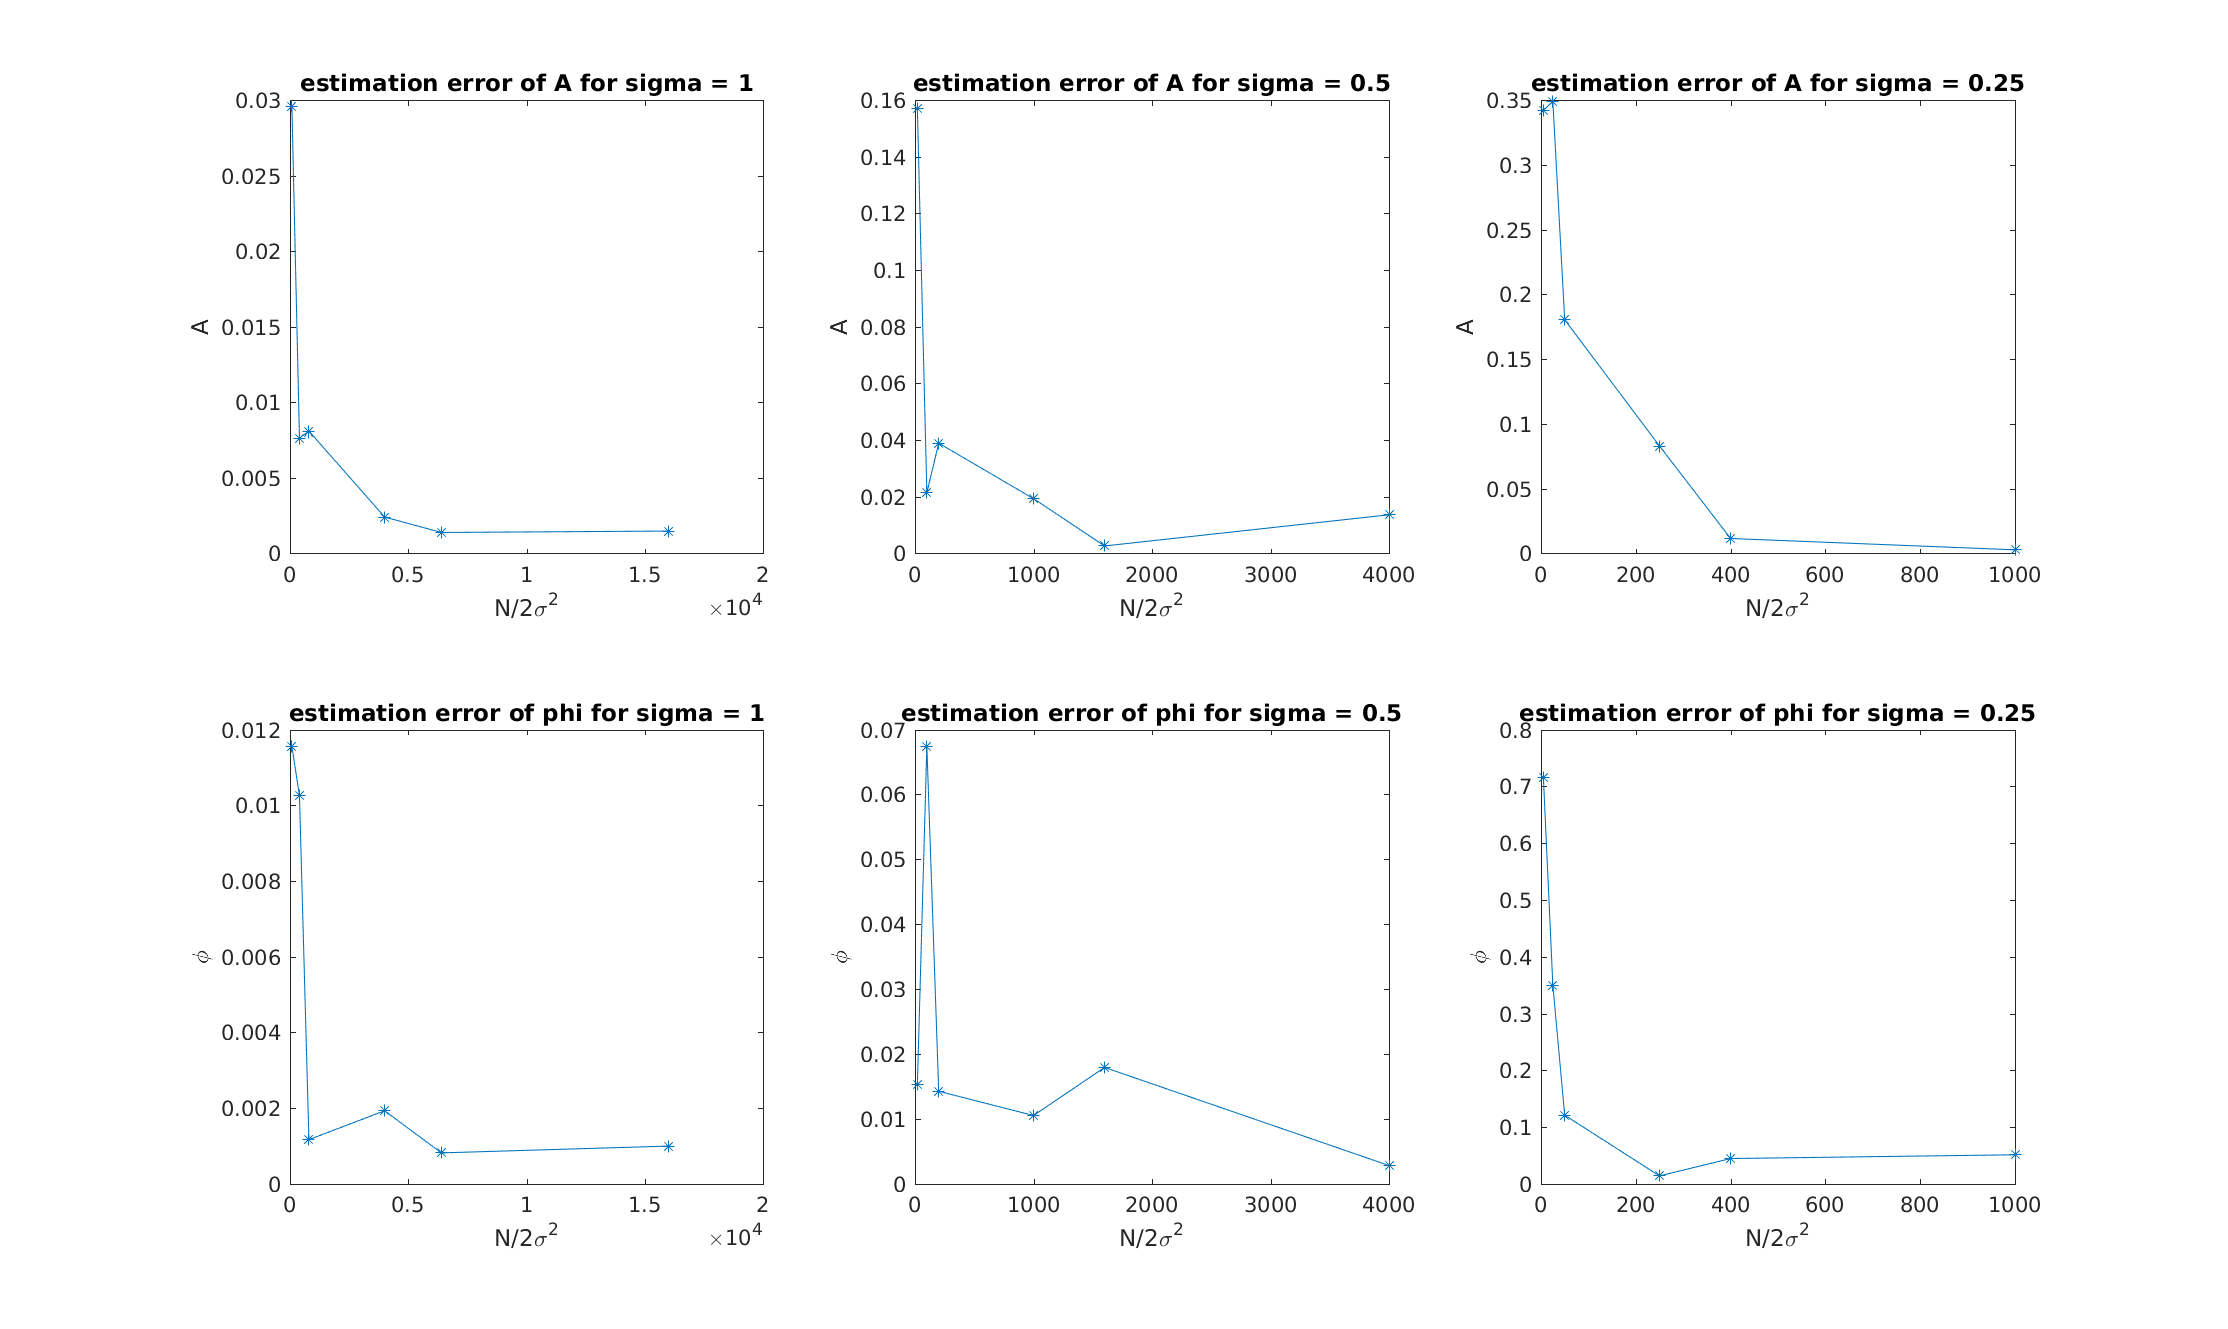 estimation error of A for sigma = 1
0.03
0.025
0.02
0.015
0.01
0.005
0
A
0 0.5 1 1.5 2
N/2σ² ×10⁴
estimation error of A for sigma = 0.5
0.16
0.14
0.12
0.1
0.08
0.06
0.04
0.02
0
A
0 1000 2000 3000 4000
N/2σ²
estimation error of A for sigma = 0.25
0.35
0.3
0.25
0.2
0.15
0.1
0.05
0
A
0 200 400 600 800 1000
N/2σ²
estimation error of phi for sigma = 1
0.012
0.01
0.008
0.006
0.004
0.002
0
ϕ
0 0.5 1 1.5 2
N/2σ² ×10⁴
estimation error of phi for sigma = 0.5
0.07
0.06
0.05
0.04
0.03
0.02
0.01
0
ϕ
0 1000 2000 3000 4000
N/2σ²
estimation error of phi for sigma = 0.25
0.8
0.7
0.6
0.5
0.4
0.3
0.2
0.1
0
ϕ
0 200 400 600 800 1000
N/2σ²